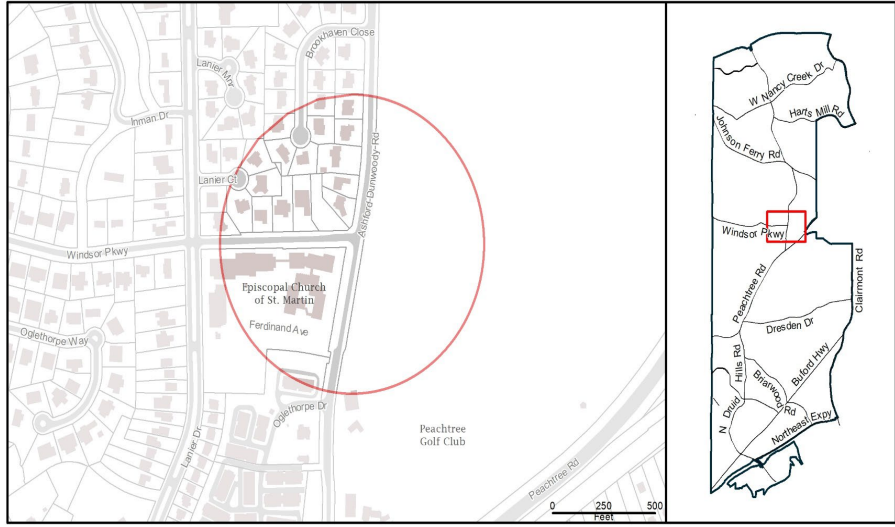 Brookhaven Close
Lanier Mnr
Inman Dr
Ashford-Dunwoody Rd
Lanier Ct
Windsor Pkwy
Episcopal Church
of St. Martin
Ferdinand Ave
Oglethorpe Way
Oglethorpe Dr
Lanier Dr
Peachtree
Golf Club
Peachtree Rd
0 250 500
Feet
W Nancy Creek Dr
Harts Mill Rd
Johnson Ferry Rd
Windsor Pkwy
Clairmont Rd
Peachtree Rd
Dresden Dr
Buford Hwy
Briarwood Rd
N Druid Hills Rd
Northeast Expy